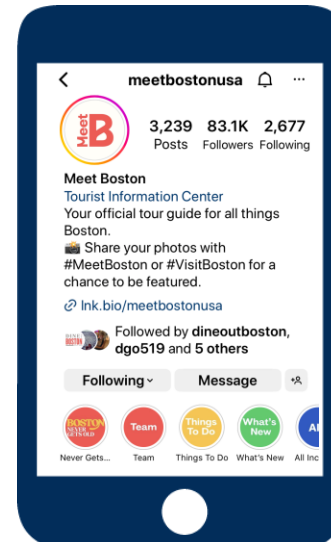 meetbostonusa
Meet B
3,239 83.1K 2,677
Posts Followers Following
Meet Boston
Tourist Information Center
Your official tour guide for all things
Boston.
📸 Share your photos with
#MeetBoston or #VisitBoston for a
chance to be featured.
lnk.bio/meetbostonusa
Followed by dineoutboston,
dgo519 and 5 others
Following Message
BOSTON NEVER GETS OLD
Team
Things To Do
What's New
Never Gets... Team Things To Do What's New All Inc